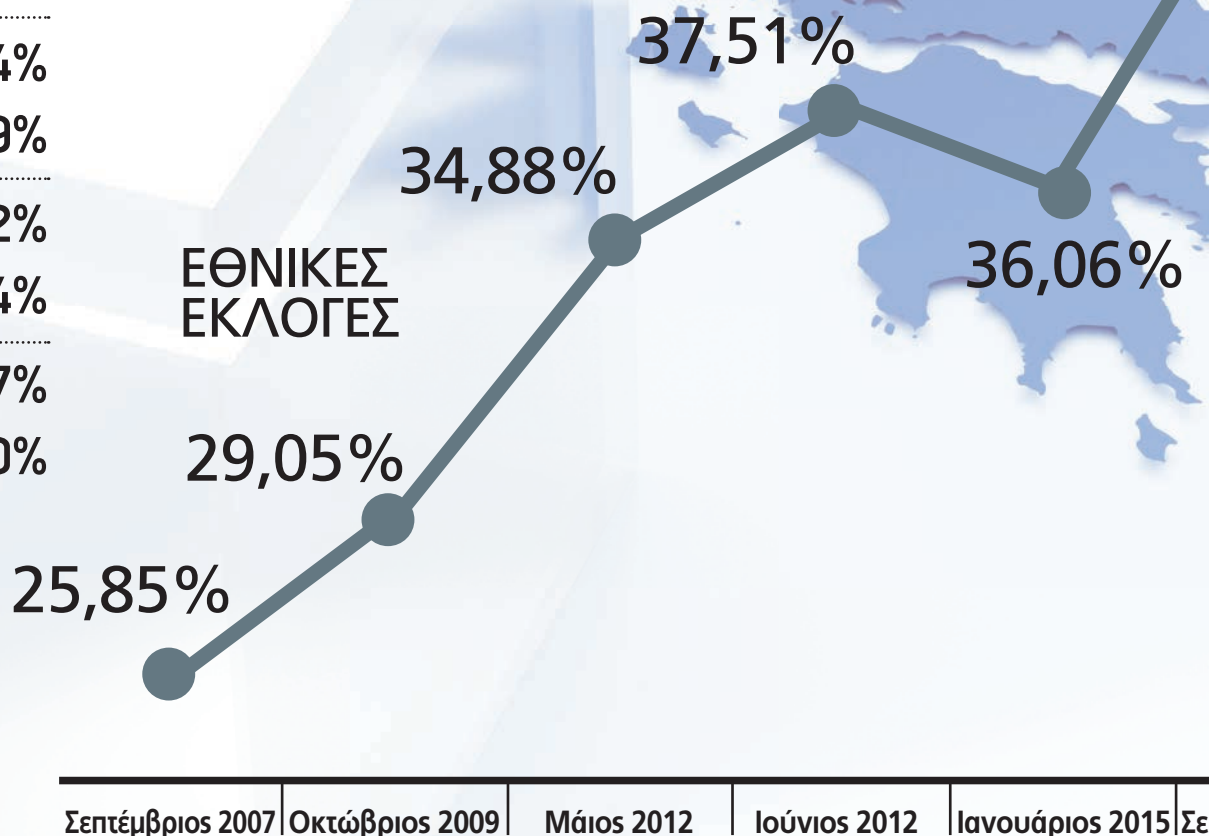 37,51%
34,88%
36,06%
ΕΘΝΙΚΕΣ
ΕΚΛΟΓΕΣ
29,05%
25,85%
Σεπτέμβριος 2007
Οκτώβριος 2009
Μάιος 2012
Ιούνιος 2012
Ιανουάριος 2015